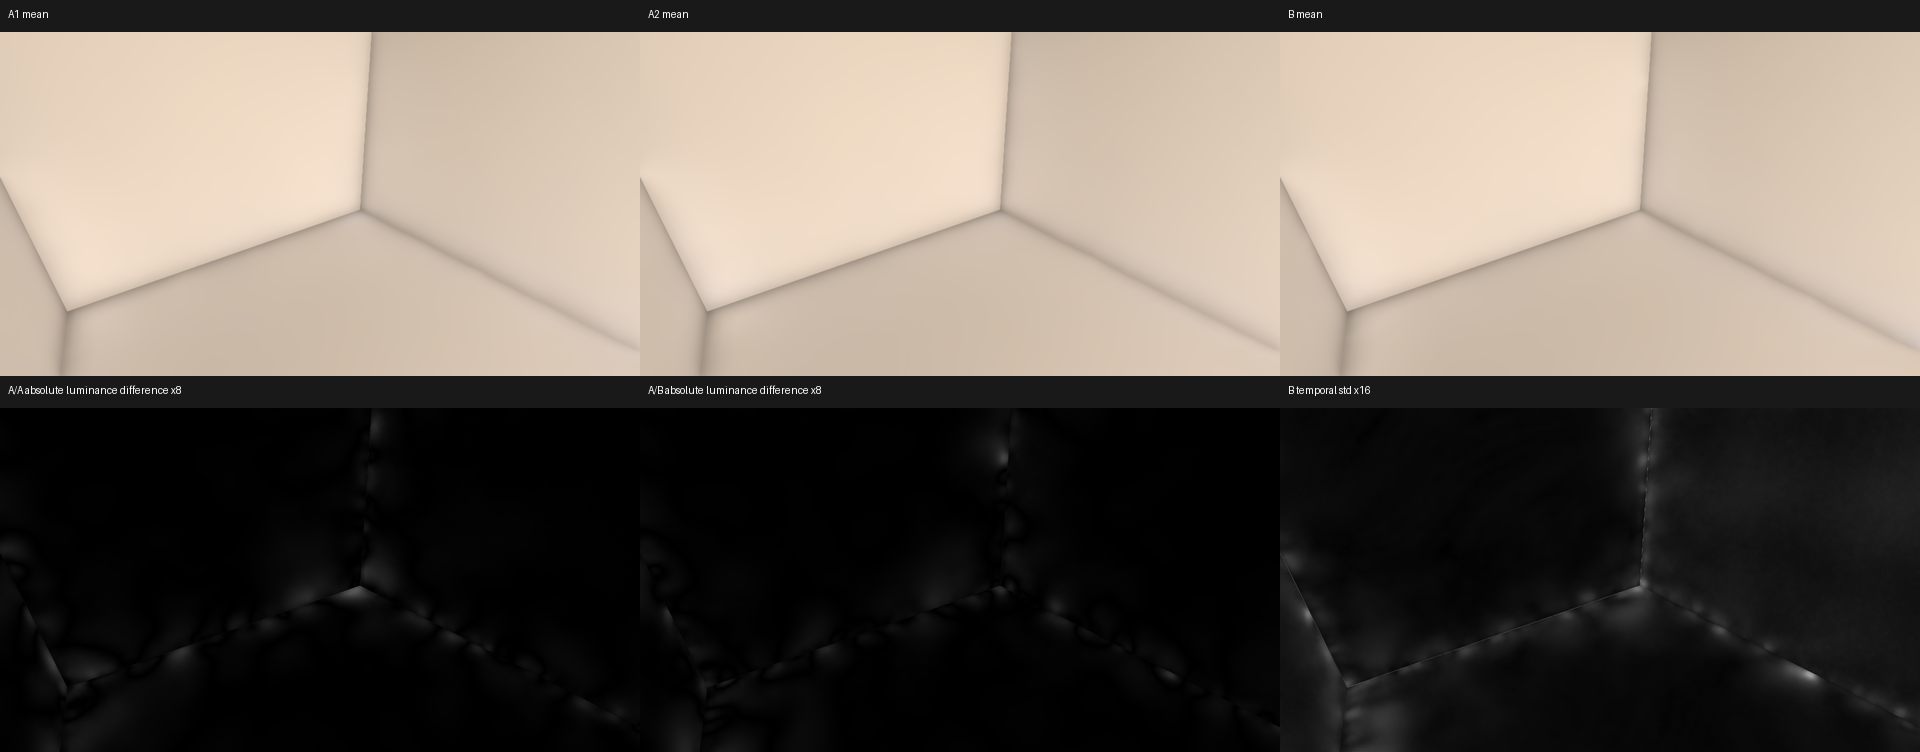 A1 mean
A2 mean
B mean
A/A absolute luminance difference x8
A/B absolute luminance difference x8
B temporal std x16